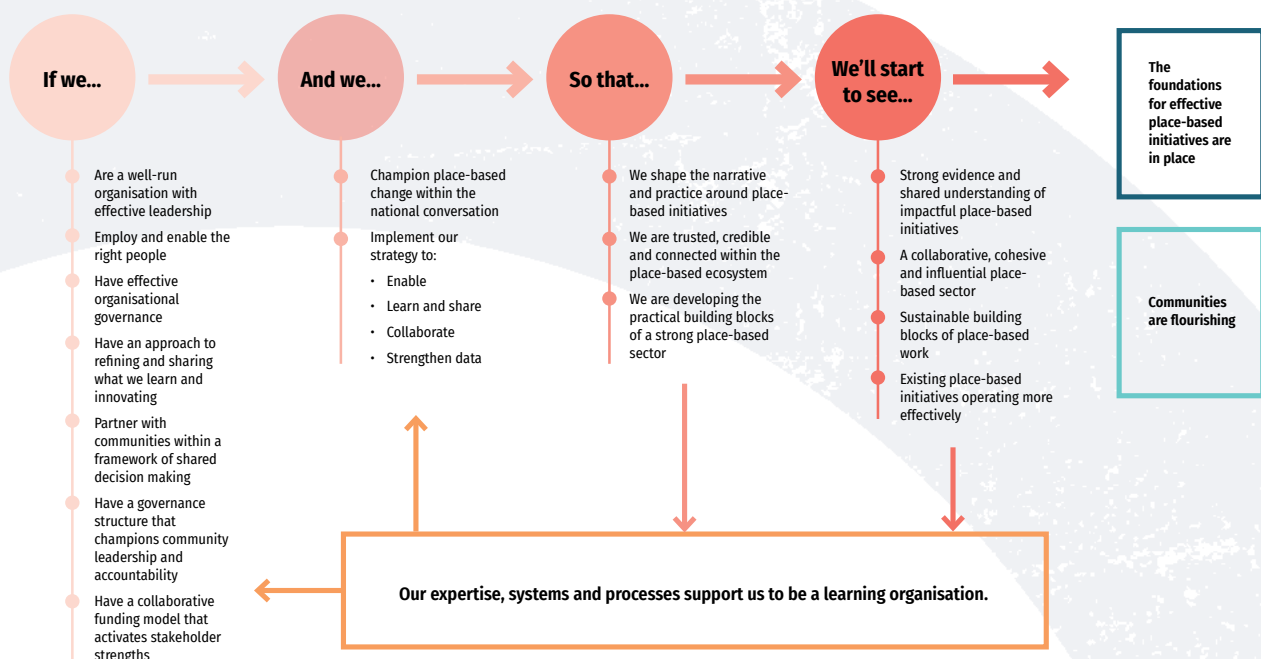 If we...
Are a well-run
organisation with
effective leadership
Employ and enable the
right people
Have effective
organisational
governance
Have an approach to
refining and sharing
what we learn and
innovating
Partner with
communities within a
framework of shared
decision making
Have a governance
structure that
champions community
leadership and
accountability
Have a collaborative
funding model that
activates stakeholder
strengths
And we...
Champion place-based
change within the
national conversation
Implement our
strategy to:
• Enable
• Learn and share
• Collaborate
• Strengthen data
So that...
We shape the narrative
and practice around place-
based initiatives
We are trusted, credible
and connected within the
place-based ecosystem
We are developing the
practical building blocks
of a strong place-based
sector
We'll start
to see...
Strong evidence and
shared understanding of
impactful place-based
initiatives
A collaborative, cohesive
and influential place-
based sector
Sustainable building
blocks of place-based
work
Existing place-based
initiatives operating more
effectively
The
foundations
for effective
place-based
initiatives are
in place
Communities
are flourishing
Our expertise, systems and processes support us to be a learning organisation.